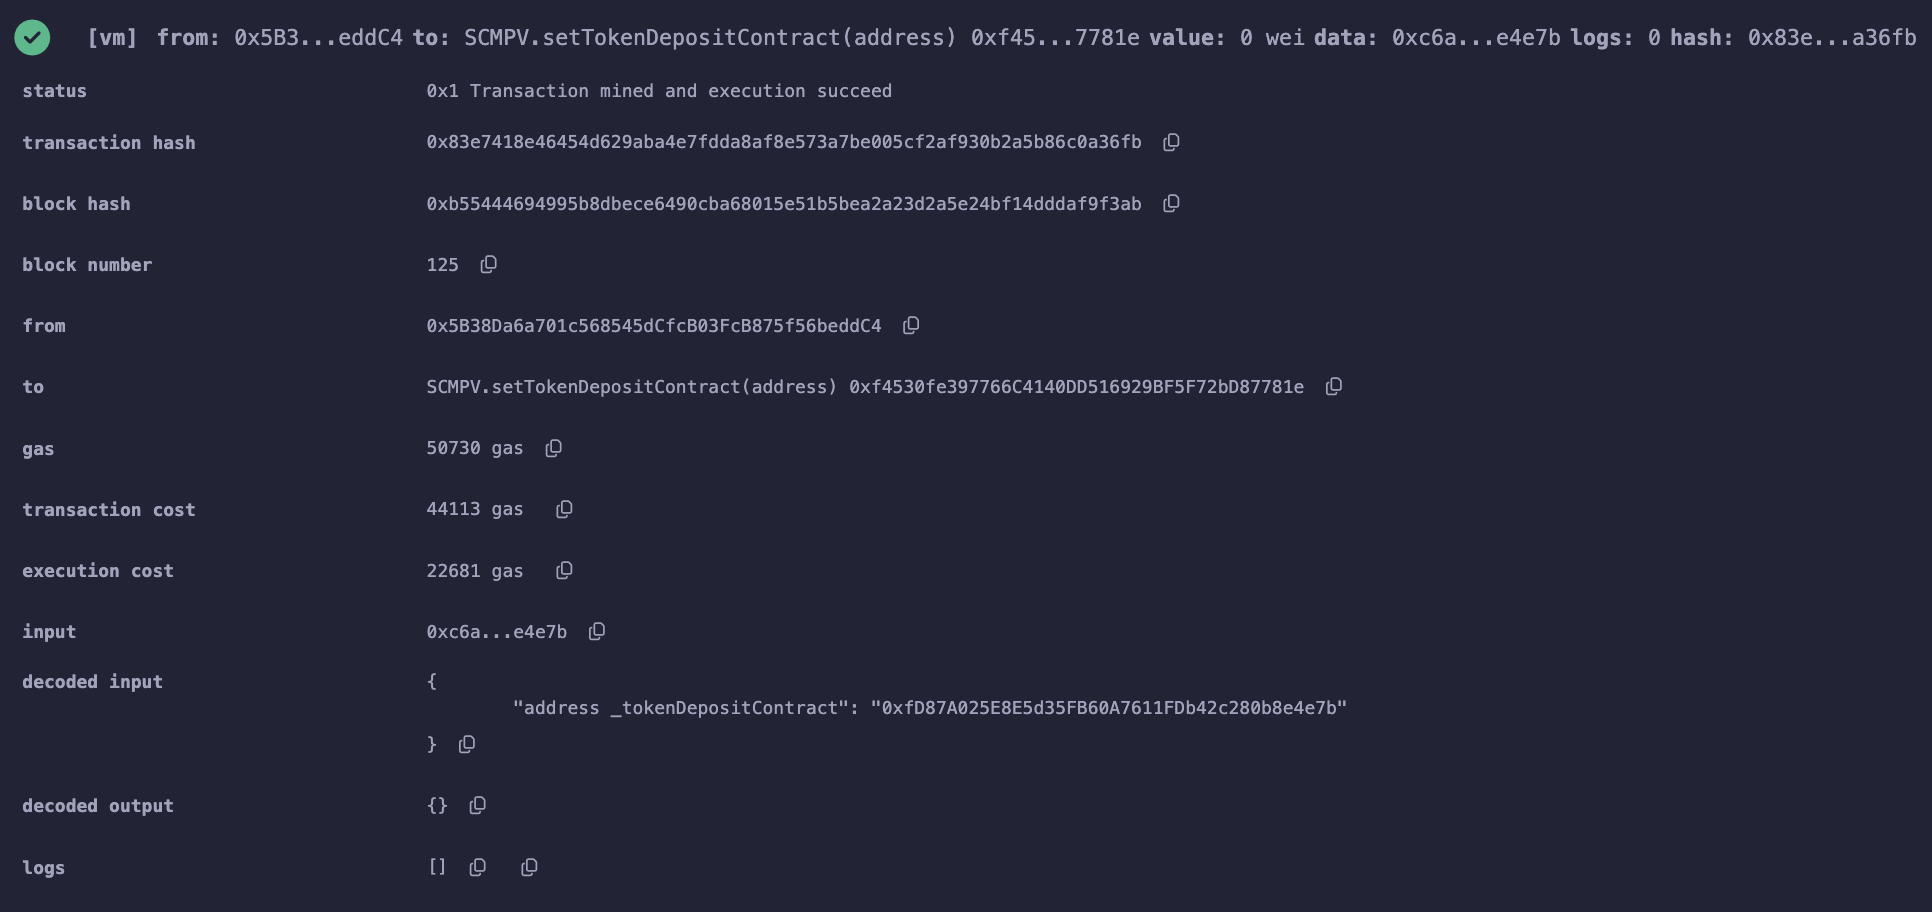 [vm] from: 0x5B3...eddC4 to: SCMPV.setTokenDepositContract(address) 0xf45...7781e value: 0 wei data: 0xc6a...e4e7b logs: 0 hash: 0x83e...a36fb
status 0x1 Transaction mined and execution succeed
transaction hash 0x83e7418e46454d629aba4e7fdda8af8e573a7be005cf2af930b2a5b86c0a36fb
block hash 0xb55444694995b8dbece6490cba68015e51b5bea2a23d2a5e24bf14dddaf9f3ab
block number 125
from 0x5B38Da6a701c568545dCfcB03FcB875f56beddC4
to SCMPV.setTokenDepositContract(address) 0xf4530fe397766C4140DD516929BF5F72bD87781e
gas 50730 gas
transaction cost 44113 gas
execution cost 22681 gas
input 0xc6a...e4e7b
decoded input {
"address _tokenDepositContract": "0xfD87A025E8E5d35FB60A7611FDb42c280b8e4e7b"
}
decoded output {}
logs []